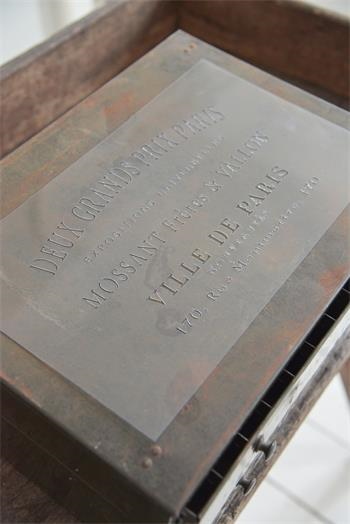 DEUX GRANDS PRIX PARIS
EXPOSITIONS UNIVERSELLES
MOSSANT FRÈRES & VALLON
VILLE DE PARIS
170, RUE MONTMARTRE, 170